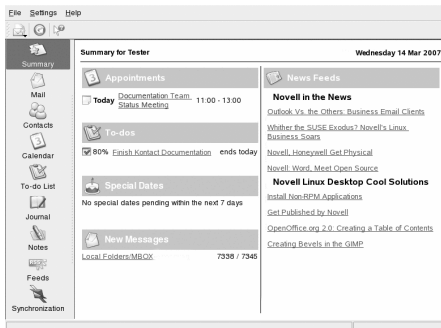 File Settings Help
Summary
Mail
Contacts
Calendar
To-do List
Journal
Notes
Feeds
Synchronization
Summary for Tester
Wednesday 14 Mar 2007
Appointments
Today Documentation Team 11:00 - 13:00
Status Meeting
To-dos
80% Finish Kontact Documentation ends today
Special Dates
No special dates pending within the next 7 days
New Messages
Local Folders/MBOX 7338 / 7345
News Feeds
Novell in the News
Outlook Vs. the Others: Business Email Clients
Whither the SUSE Exodus? Novell's Linux
Business Soars
Novell, Honeywell Get Physical
Novell: Word, Meet Open Source
Novell Linux Desktop Cool Solutions
Install Non-RPM Applications
Get Published by Novell
OpenOffice.org 2.0: Creating a Table of Contents
Creating Bevels in the GIMP